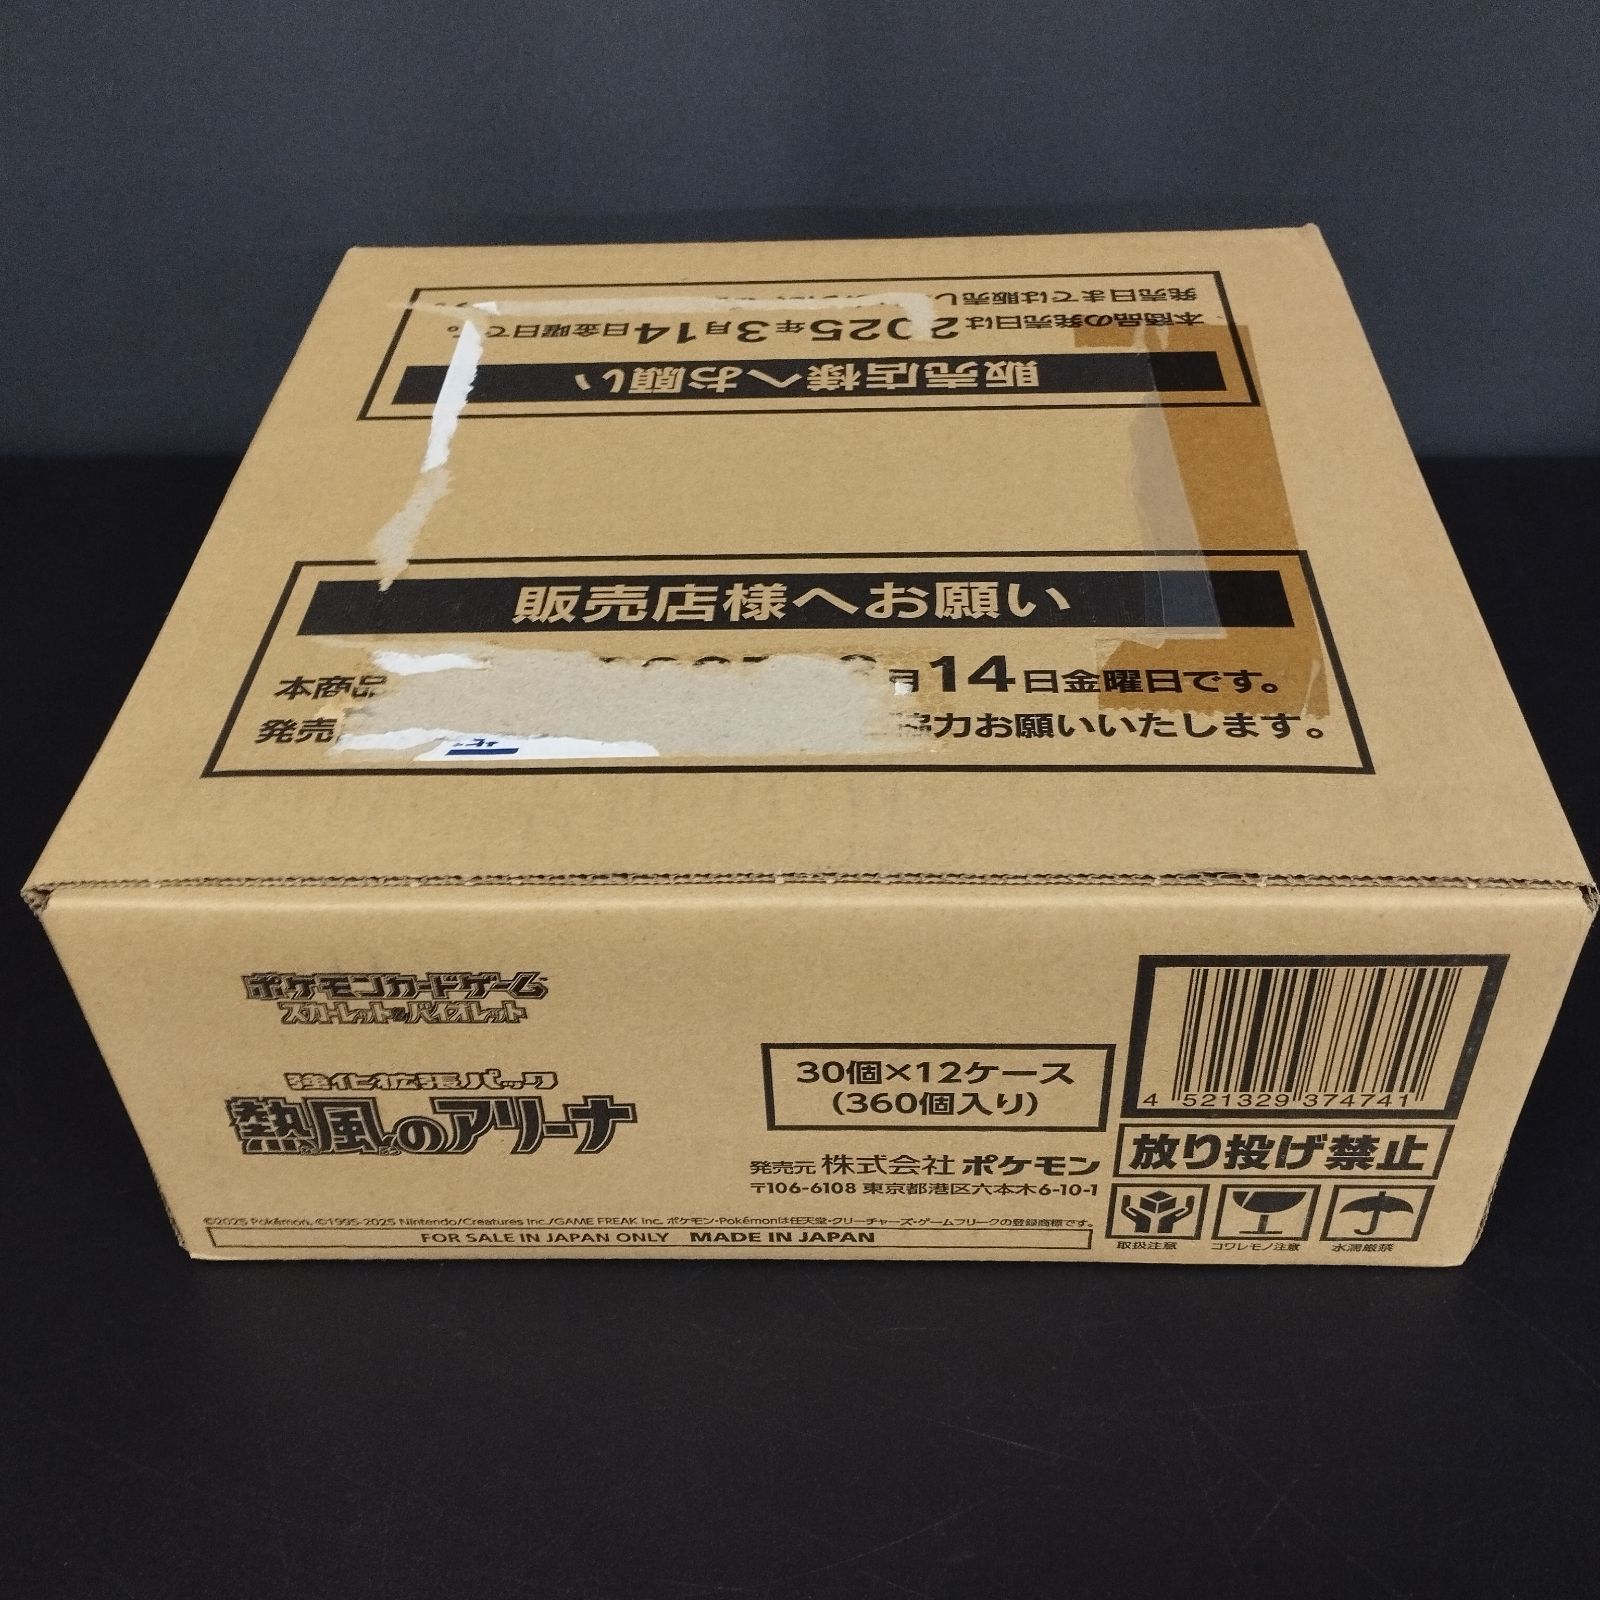 発売日までは販売し
本商品の発売日は2025年3月14日金曜日です。
販売店様へお願い
販売店様へお願い
本商品 月14日金曜日です。
発売 協力お願いいたします。
ポケモンカードゲーム
スカーレット&バイオレット
強化拡張パック
熱風のアリーナ
30個×12ケース
(360個入り)
発売元 株式会社 ポケモン
〒106-6108 東京都港区六本木6-10-1
©2025 Pokémon. ©1995-2025 Nintendo/Creatures Inc./GAME FREAK Inc. ポケモン・Pokémonは任天堂・クリーチャーズ・ゲームフリークの登録商標です。
FOR SALE IN JAPAN ONLY MADE IN JAPAN
4 521329 374741
放り投げ禁止
取扱注意 コワレモノ注意 水濡厳禁